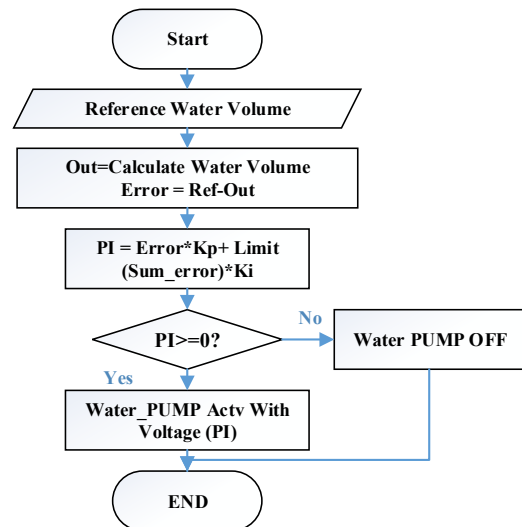 Start
Reference Water Volume
Out=Calculate Water Volume
Error = Ref-Out
PI = Error*Kp+ Limit
(Sum_error)*Ki
PI>=0?
No
Water PUMP OFF
Yes
Water_PUMP Actv With
Voltage (PI)
END